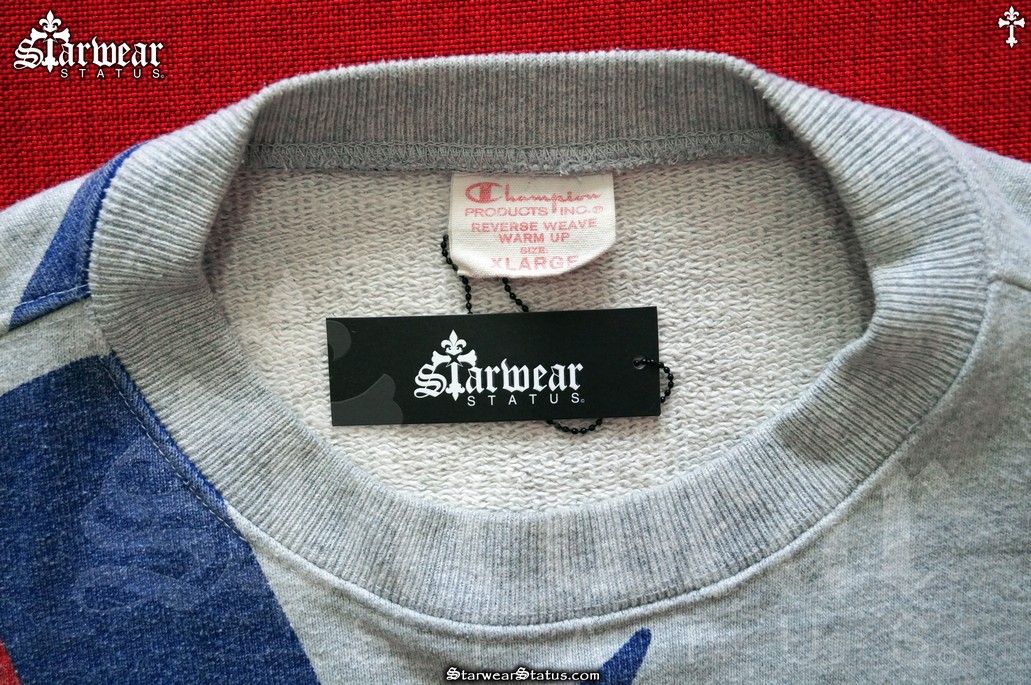 Starwear
STATUS
Champion
PRODUCTS INC.®
REVERSE WEAVE
WARM UP
SIZE.
XLARGE
Starwear
STATUS
StarwearStatus.com